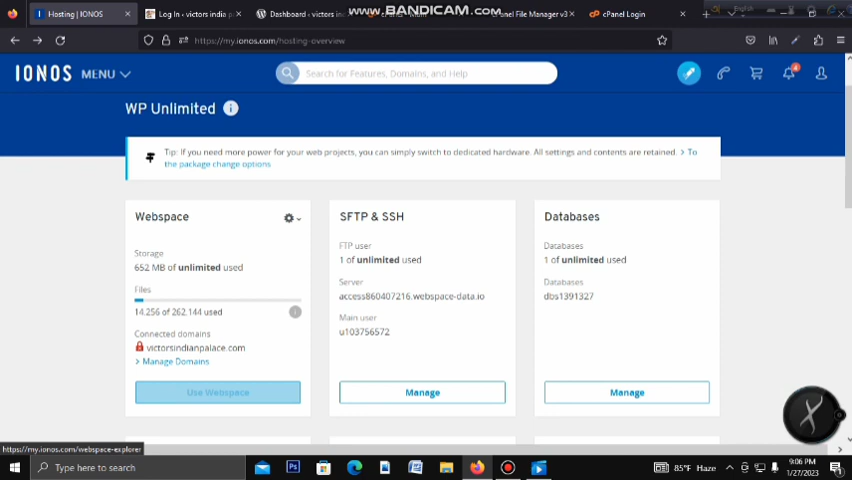 www.BANDICAM.com
Hosting | IONOS
Log In ‹ victors india p
Dashboard ‹ victors in
cPanel File Manager v3
cPanel Login
English
https://my.ionos.com/hosting-overview
IONOS MENU
Search for Features, Domains, and Help
4
WP Unlimited
Tip: If you need more power for your web projects, you can simply switch to dedicated hardware. All settings and contents are retained. > To
the package change options
Webspace
Storage
652 MB of unlimited used
Files
14.256 of 262.144 used
Connected domains
victorsindianpalace.com
> Manage Domains
Use Webspace
SFTP & SSH
FTP user
1 of unlimited used
Server
access860407216.webspace-data.io
Main user
u103756572
Manage
Databases
Databases
1 of unlimited used
Databases
dbs1391327
Manage
https://my.ionos.com/webspace-explorer
Type here to search
85°F Haze
9:06 PM
1/27/2023